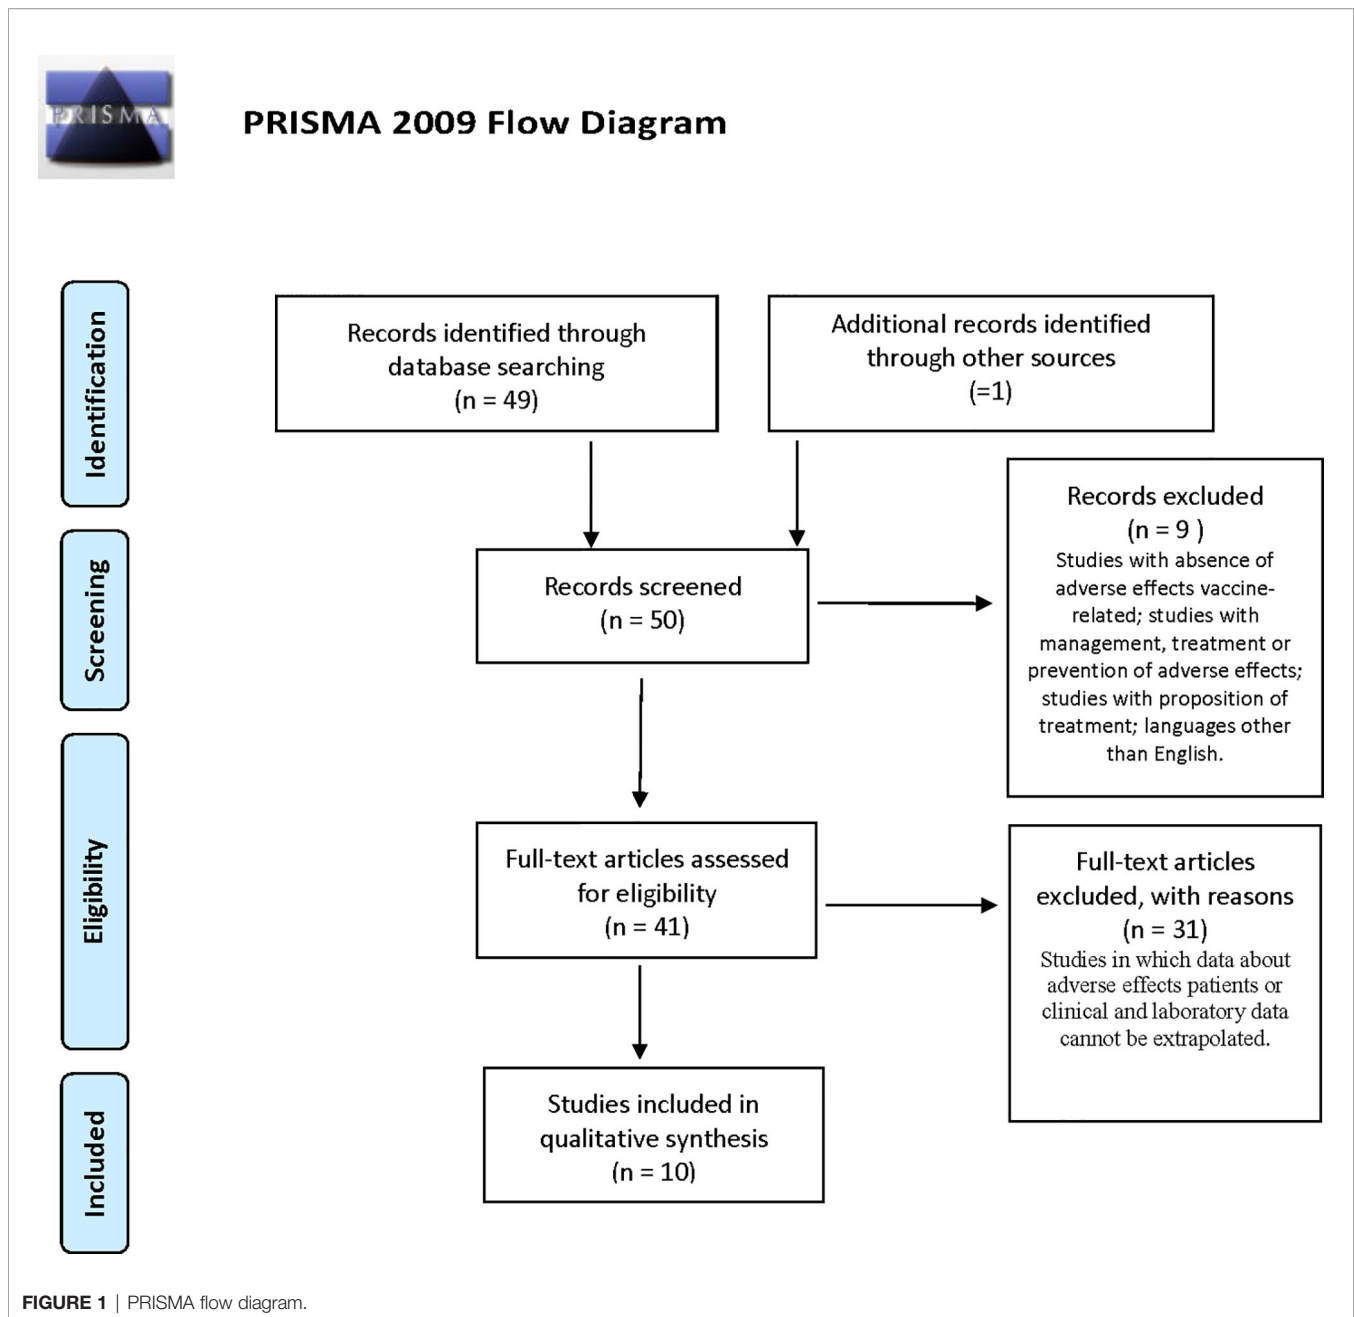 PRISMA
PRISMA 2009 Flow Diagram
Identification
Records identified through
database searching
(n = 49)
Additional records identified
through other sources
(=1)
Records excluded
(n = 9 )
Studies with absence of
adverse effects vaccine-
related; studies with
management, treatment or
prevention of adverse effects;
studies with proposition of
treatment; languages other
than English.
Screening
Records screened
(n = 50)
Eligibility
Full-text articles assessed
for eligibility
(n = 41)
Full-text articles
excluded, with reasons
(n = 31)
Studies in which data about
adverse effects patients or
clinical and laboratory data
cannot be extrapolated.
Included
Studies included in
qualitative synthesis
(n = 10)
FIGURE 1 | PRISMA flow diagram.